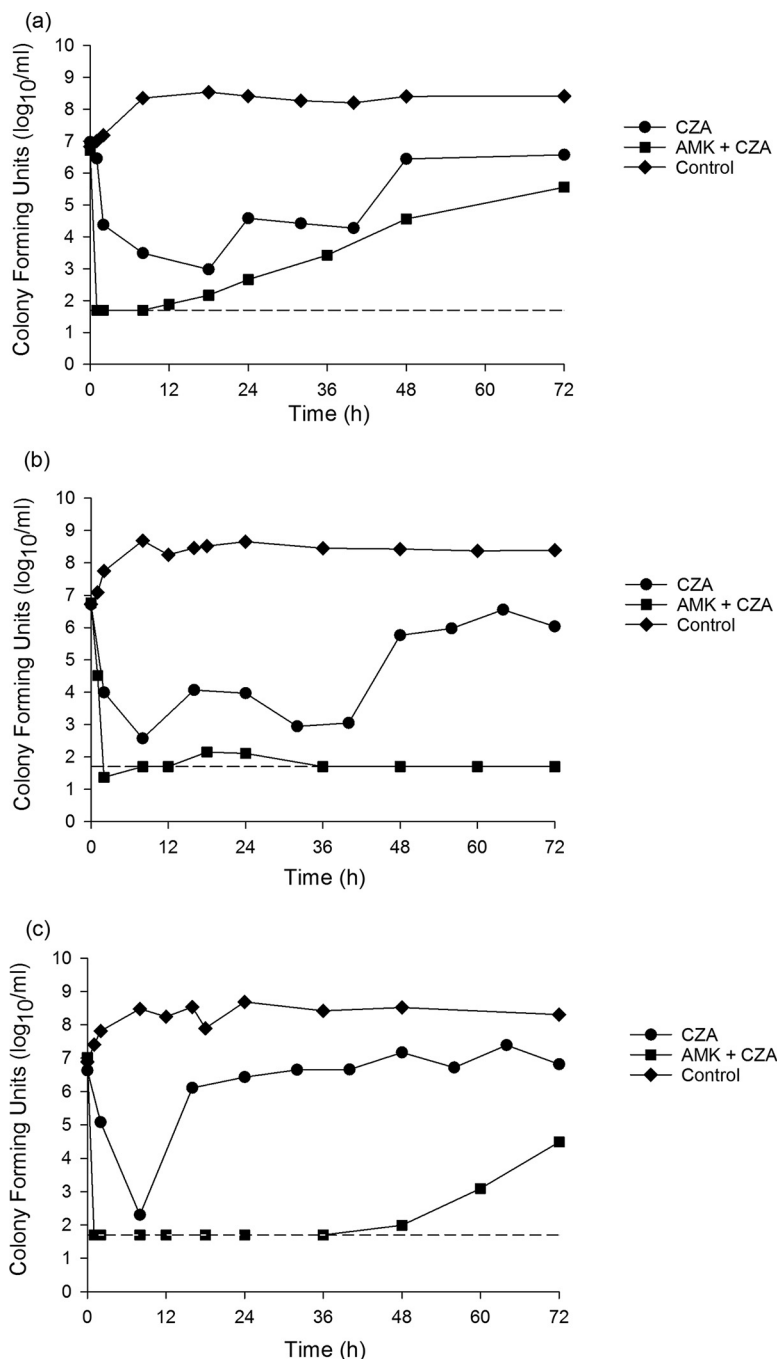 (a)
Colony Forming Units (log10/ml)
10
9
8
7
6
5
4
3
2
1
0
0 12 24 36 48 60 72
Time (h)
CZA
AMK + CZA
Control
(b)
Colony Forming Units (log10/ml)
10
9
8
7
6
5
4
3
2
1
0
0 12 24 36 48 60 72
Time (h)
CZA
AMK + CZA
Control
(c)
Colony Forming Units (log10/ml)
10
9
8
7
6
5
4
3
2
1
0
0 12 24 36 48 60 72
Time (h)
CZA
AMK + CZA
Control